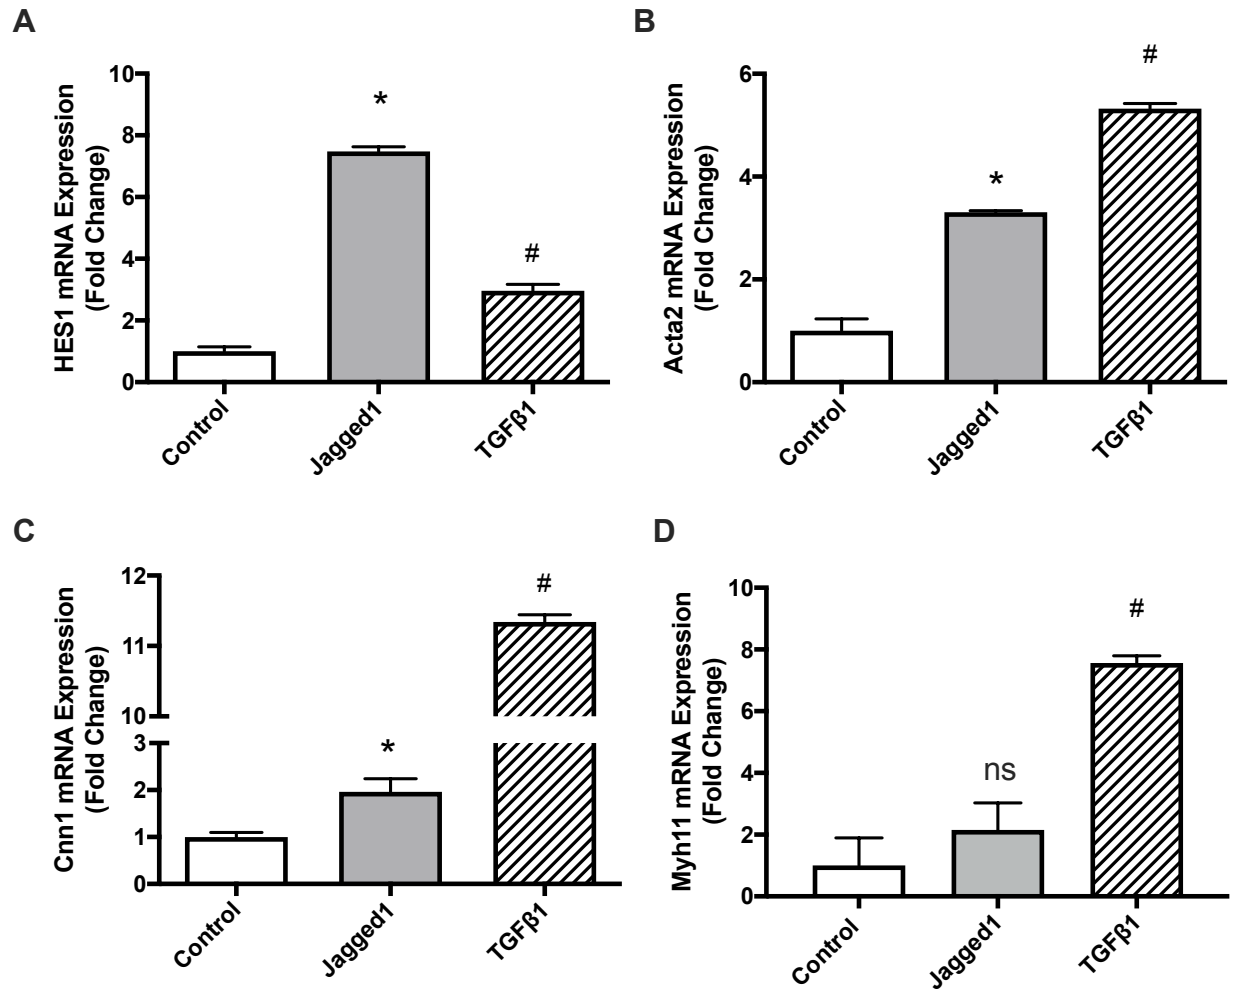 A
HES1 mRNA Expression
(Fold Change)
10
8
6
4
2
0
*
#
Control
Jagged1
TGFβ1
B
Acta2 mRNA Expression
(Fold Change)
6
4
2
0
*
#
Control
Jagged1
TGFβ1
C
Cnn1 mRNA Expression
(Fold Change)
12
11
10
3
2
1
0
*
#
Control
Jagged1
TGFβ1
D
Myh11 mRNA Expression
(Fold Change)
10
8
6
4
2
0
ns
#
Control
Jagged1
TGFβ1